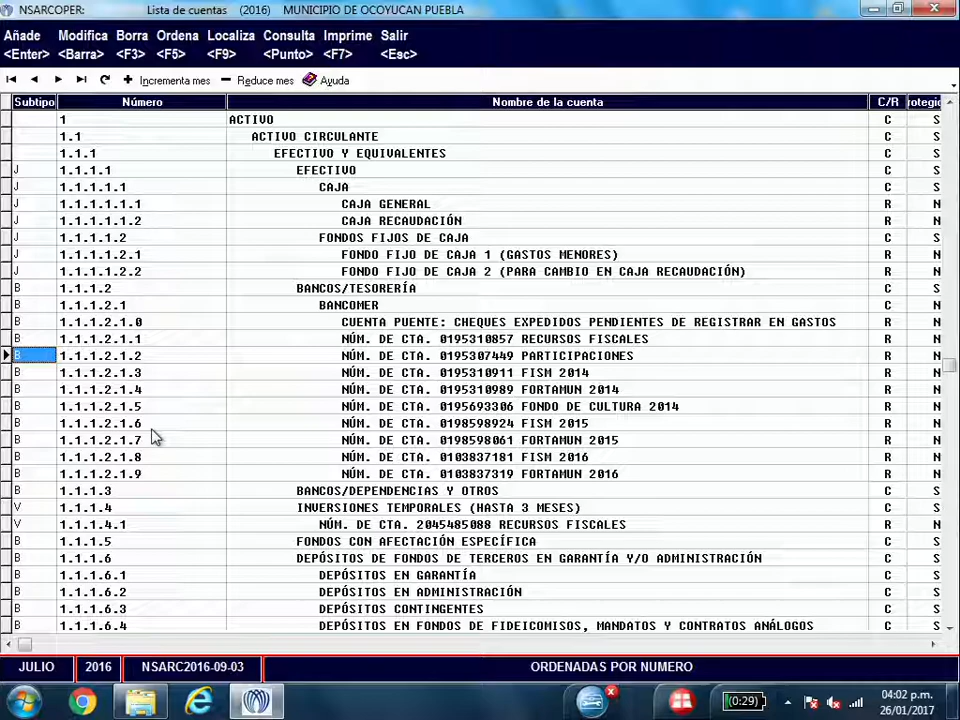 NSARCOPER: Lista de cuentas (2016) MUNICIPIO DE OCOYUCAN PUEBLA
Añade Modifica Borra Ordena Localiza Consulta Imprime Salir
<Enter> <Barra> <F3> <F5> <F9> <Punto> <F7> <Esc>
Incrementa mes Reduce mes Ayuda
Subtipo Número Nombre de la cuenta C/R rotegio
1 ACTIVO C S
1.1 ACTIVO CIRCULANTE C S
1.1.1 EFECTIVO Y EQUIVALENTES C S
J 1.1.1.1 EFECTIVO C S
J 1.1.1.1.1 CAJA C S
J 1.1.1.1.1.1 CAJA GENERAL R N
J 1.1.1.1.1.2 CAJA RECAUDACIÓN R N
J 1.1.1.1.2 FONDOS FIJOS DE CAJA C S
J 1.1.1.1.2.1 FONDO FIJO DE CAJA 1 (GASTOS MENORES) R N
J 1.1.1.1.2.2 FONDO FIJO DE CAJA 2 (PARA CAMBIO EN CAJA RECAUDACIÓN) R N
B 1.1.1.2 BANCOS/TESORERÍA C S
B 1.1.1.2.1 BANCOMER C N
B 1.1.1.2.1.0 CUENTA PUENTE: CHEQUES EXPEDIDOS PENDIENTES DE REGISTRAR EN GASTOS R N
B 1.1.1.2.1.1 NÚM. DE CTA. 0195310857 RECURSOS FISCALES R N
B 1.1.1.2.1.2 NÚM. DE CTA. 0195307449 PARTICIPACIONES R N
B 1.1.1.2.1.3 NÚM. DE CTA. 0195310911 FISM 2014 R N
B 1.1.1.2.1.4 NÚM. DE CTA. 0195310989 FORTAMUN 2014 R N
B 1.1.1.2.1.5 NÚM. DE CTA. 0195693306 FONDO DE CULTURA 2014 R N
B 1.1.1.2.1.6 NÚM. DE CTA. 0198598924 FISM 2015 R N
B 1.1.1.2.1.7 NÚM. DE CTA. 0198598061 FORTAMUN 2015 R N
B 1.1.1.2.1.8 NÚM. DE CTA. 0103837181 FISM 2016 R N
B 1.1.1.2.1.9 NÚM. DE CTA. 0103837319 FORTAMUN 2016 R N
B 1.1.1.3 BANCOS/DEPENDENCIAS Y OTROS C S
V 1.1.1.4 INVERSIONES TEMPORALES (HASTA 3 MESES) C S
V 1.1.1.4.1 NÚM. DE CTA. 2045485088 RECURSOS FISCALES R N
B 1.1.1.5 FONDOS CON AFECTACIÓN ESPECÍFICA C S
B 1.1.1.6 DEPÓSITOS DE FONDOS DE TERCEROS EN GARANTÍA Y/O ADMINISTRACIÓN C S
B 1.1.1.6.1 DEPÓSITOS EN GARANTÍA C S
B 1.1.1.6.2 DEPÓSITOS EN ADMINISTRACIÓN C S
B 1.1.1.6.3 DEPÓSITOS CONTINGENTES C S
B 1.1.1.6.4 DEPÓSITOS EN FONDOS DE FIDEICOMISOS, MANDATOS Y CONTRATOS ANÁLOGOS C S
JULIO 2016 NSARC2016-09-03 ORDENADAS POR NUMERO
(0:29) 04:02 p.m.
26/01/2017